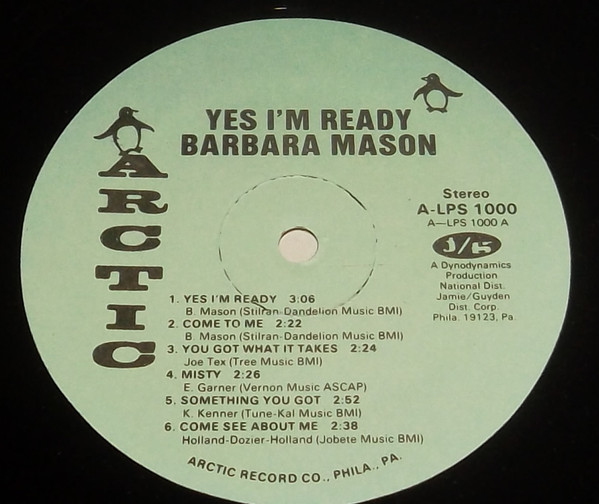 YES I'M READY
BARBARA MASON
ARCTIC
Stereo
A-LPS 1000
A—LPS 1000 A
J/G
A Dynodynamics
Production
National Dist.
Jamie/Guyden
Dist. Corp.
Phila. 19123, Pa.
1. YES I'M READY 3:06
B. Mason (Stilran-Dandelion Music BMI)
2. COME TO ME 2:22
B. Mason (Stilran-Dandelion Music BMI)
3. YOU GOT WHAT IT TAKES 2:24
Joe Tex (Tree Music BMI)
4. MISTY 2:26
E. Garner (Vernon Music ASCAP)
5. SOMETHING YOU GOT 2:52
K. Kenner (Tune-Kal Music BMI)
6. COME SEE ABOUT ME 2:38
Holland-Dozier-Holland (Jobete Music BMI)
ARCTIC RECORD CO., PHILA., PA.